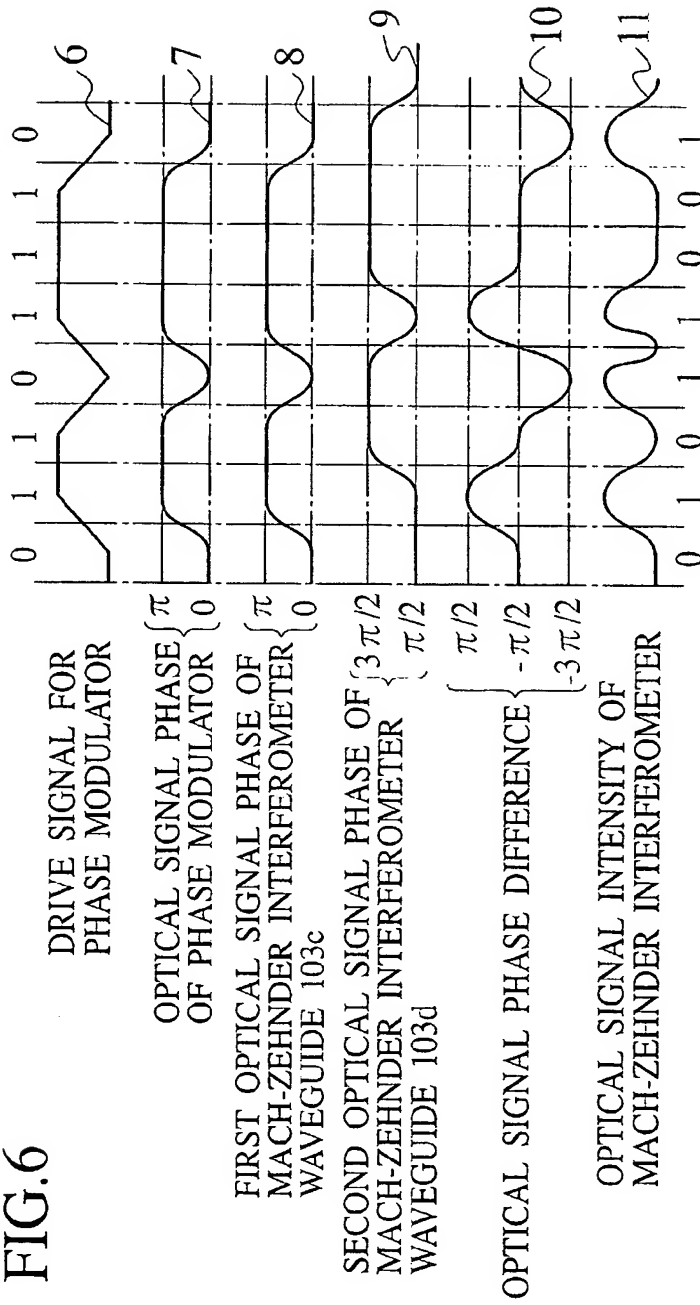 FIG.6
0 1 1 0 1 1 1 0
DRIVE SIGNAL FOR
PHASE MODULATOR
6
OPTICAL SIGNAL PHASE
OF PHASE MODULATOR
π
0
7
FIRST OPTICAL SIGNAL PHASE OF
MACH-ZEHNDER INTERFEROMETER
WAVEGUIDE 103c
π
0
8
SECOND OPTICAL SIGNAL PHASE OF
MACH-ZEHNDER INTERFEROMETER
WAVEGUIDE 103d
3π/2
π/2
9
OPTICAL SIGNAL PHASE DIFFERENCE
π/2
-π/2
-3π/2
10
OPTICAL SIGNAL INTENSITY OF
MACH-ZEHNDER INTERFEROMETER
11
0 1 0 1 1 0 0 1